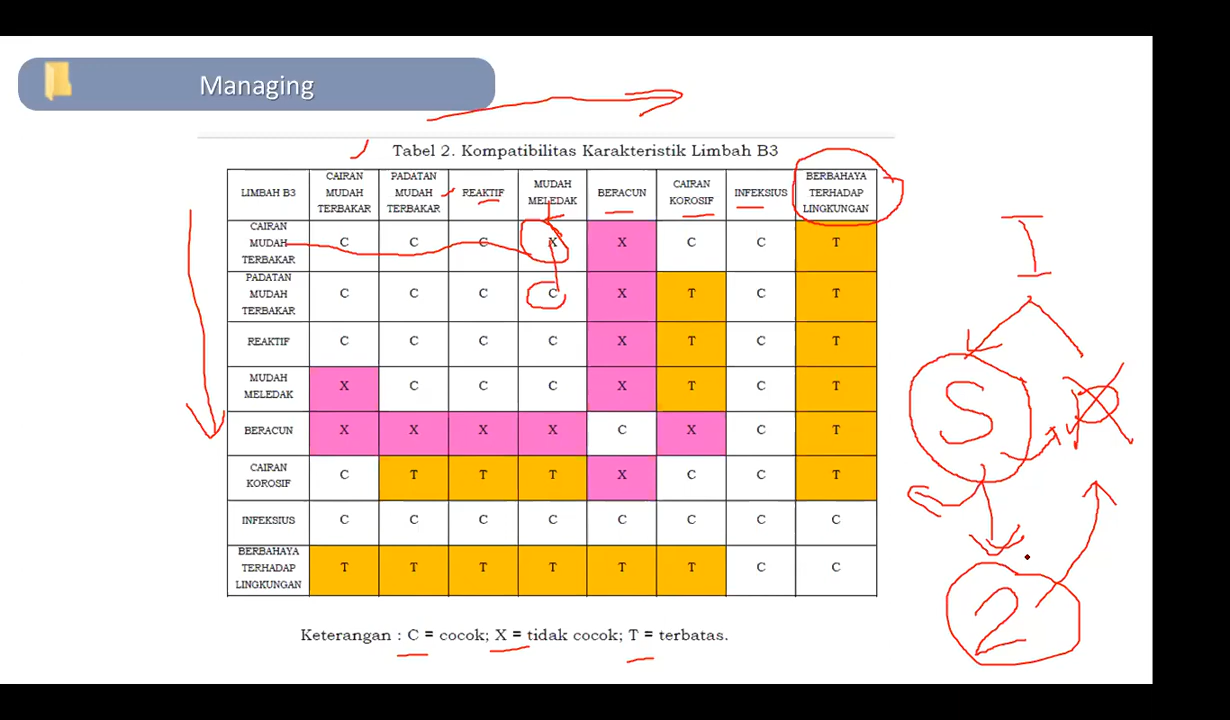 Managing
Tabel 2. Kompatibilitas Karakteristik Limbah B3
LIMBAH B3 CAIRAN MUDAH TERBAKAR PADATAN MUDAH TERBAKAR REAKTIF MUDAH MELEDAK BERACUN CAIRAN KOROSIF INFEKSIUS BERBAHAYA TERHADAP LINGKUNGAN
CAIRAN MUDAH TERBAKAR C C C X X C C T
PADATAN MUDAH TERBAKAR C C C C X T C T
REAKTIF C C C C X T C T
MUDAH MELEDAK X C C C X T C T
BERACUN X X X X C X C T
CAIRAN KOROSIF C T T T X C C T
INFEKSIUS C C C C C C C C
BERBAHAYA TERHADAP LINGKUNGAN T T T T T T C C
Keterangan : C = cocok; X = tidak cocok; T = terbatas.
I
S
2